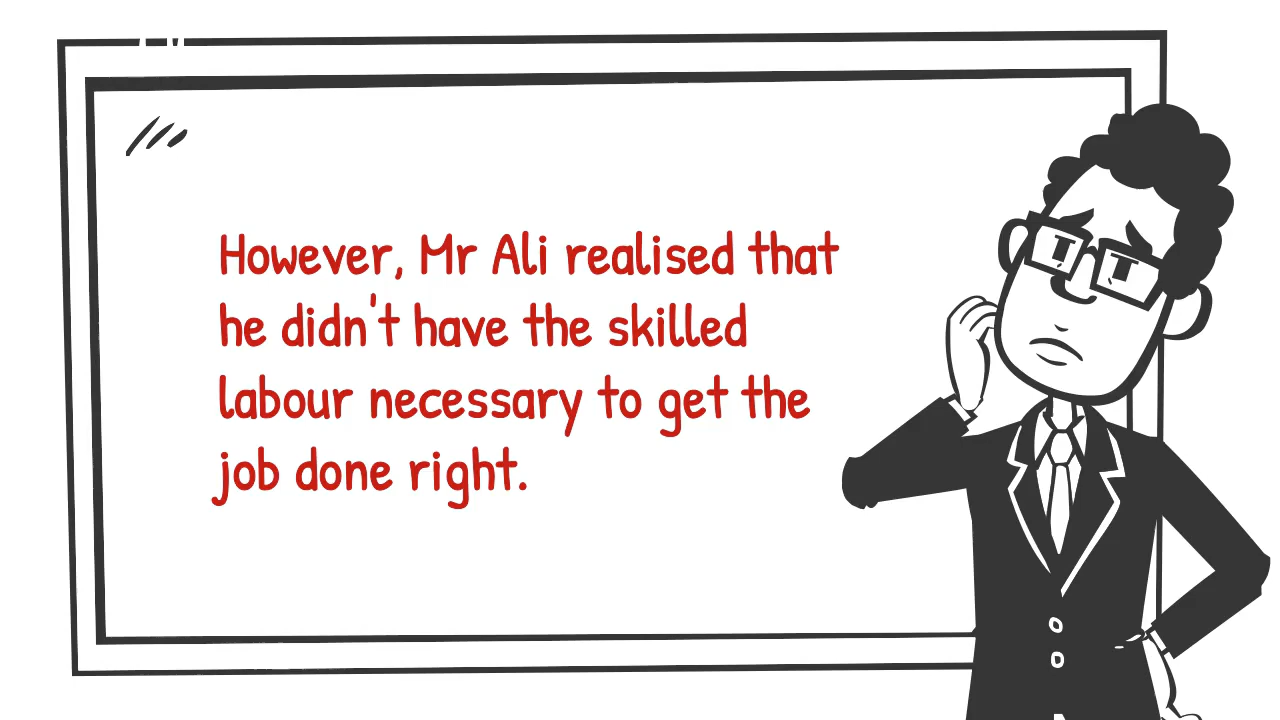 However, Mr Ali realised that
he didn't have the skilled
labour necessary to get the
job done right.